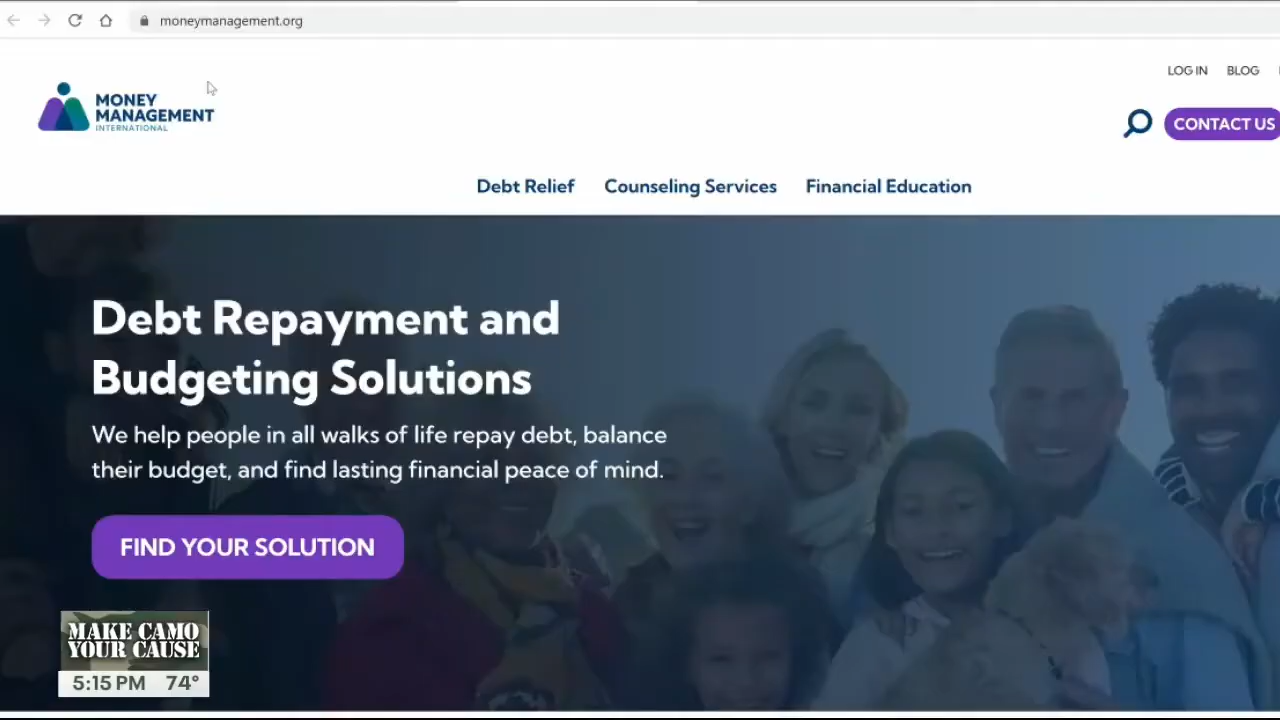 moneymanagement.org
LOG IN BLOG
MONEY
MANAGEMENT
INTERNATIONAL
CONTACT US
Debt Relief Counseling Services Financial Education
Debt Repayment and
Budgeting Solutions
We help people in all walks of life repay debt, balance
their budget, and find lasting financial peace of mind.
FIND YOUR SOLUTION
MAKE CAMO
YOUR CAUSE
5:15 PM 74°